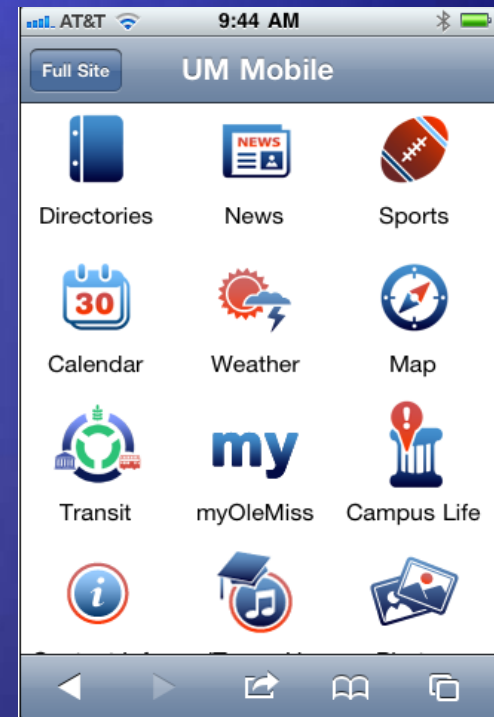 AT&T 9:44 AM
Full Site UM Mobile
NEWS
Directories News Sports
30
Calendar Weather Map
my
Transit myOleMiss Campus Life
i